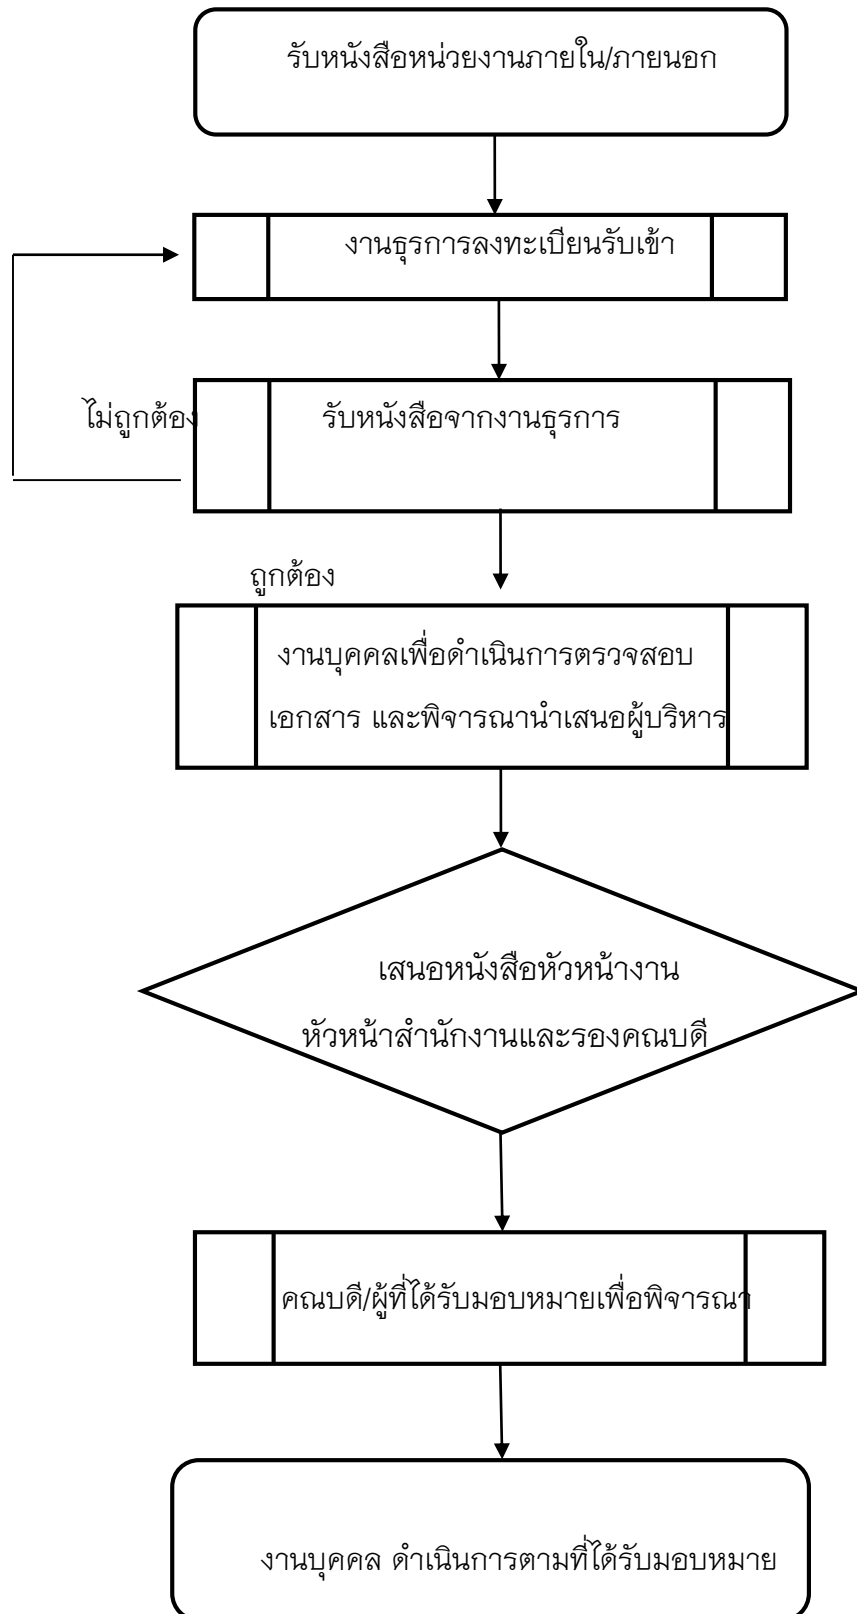 รับหนังสือหน่วยงานภายใน/ภายนอก
งานธุรการลงทะเบียนรับเข้า
ไม่ถูกต้อง
รับหนังสือจากงานธุรการ
ถูกต้อง
งานบุคคลเพื่อดำเนินการตรวจสอบ
เอกสาร และพิจารณานำเสนอผู้บริหาร
เสนอหนังสือหัวหน้างาน
หัวหน้าสำนักงานและรองคณบดี
คณบดี/ผู้ที่ได้รับมอบหมายเพื่อพิจารณา
งานบุคคล ดำเนินการตามที่ได้รับมอบหมาย